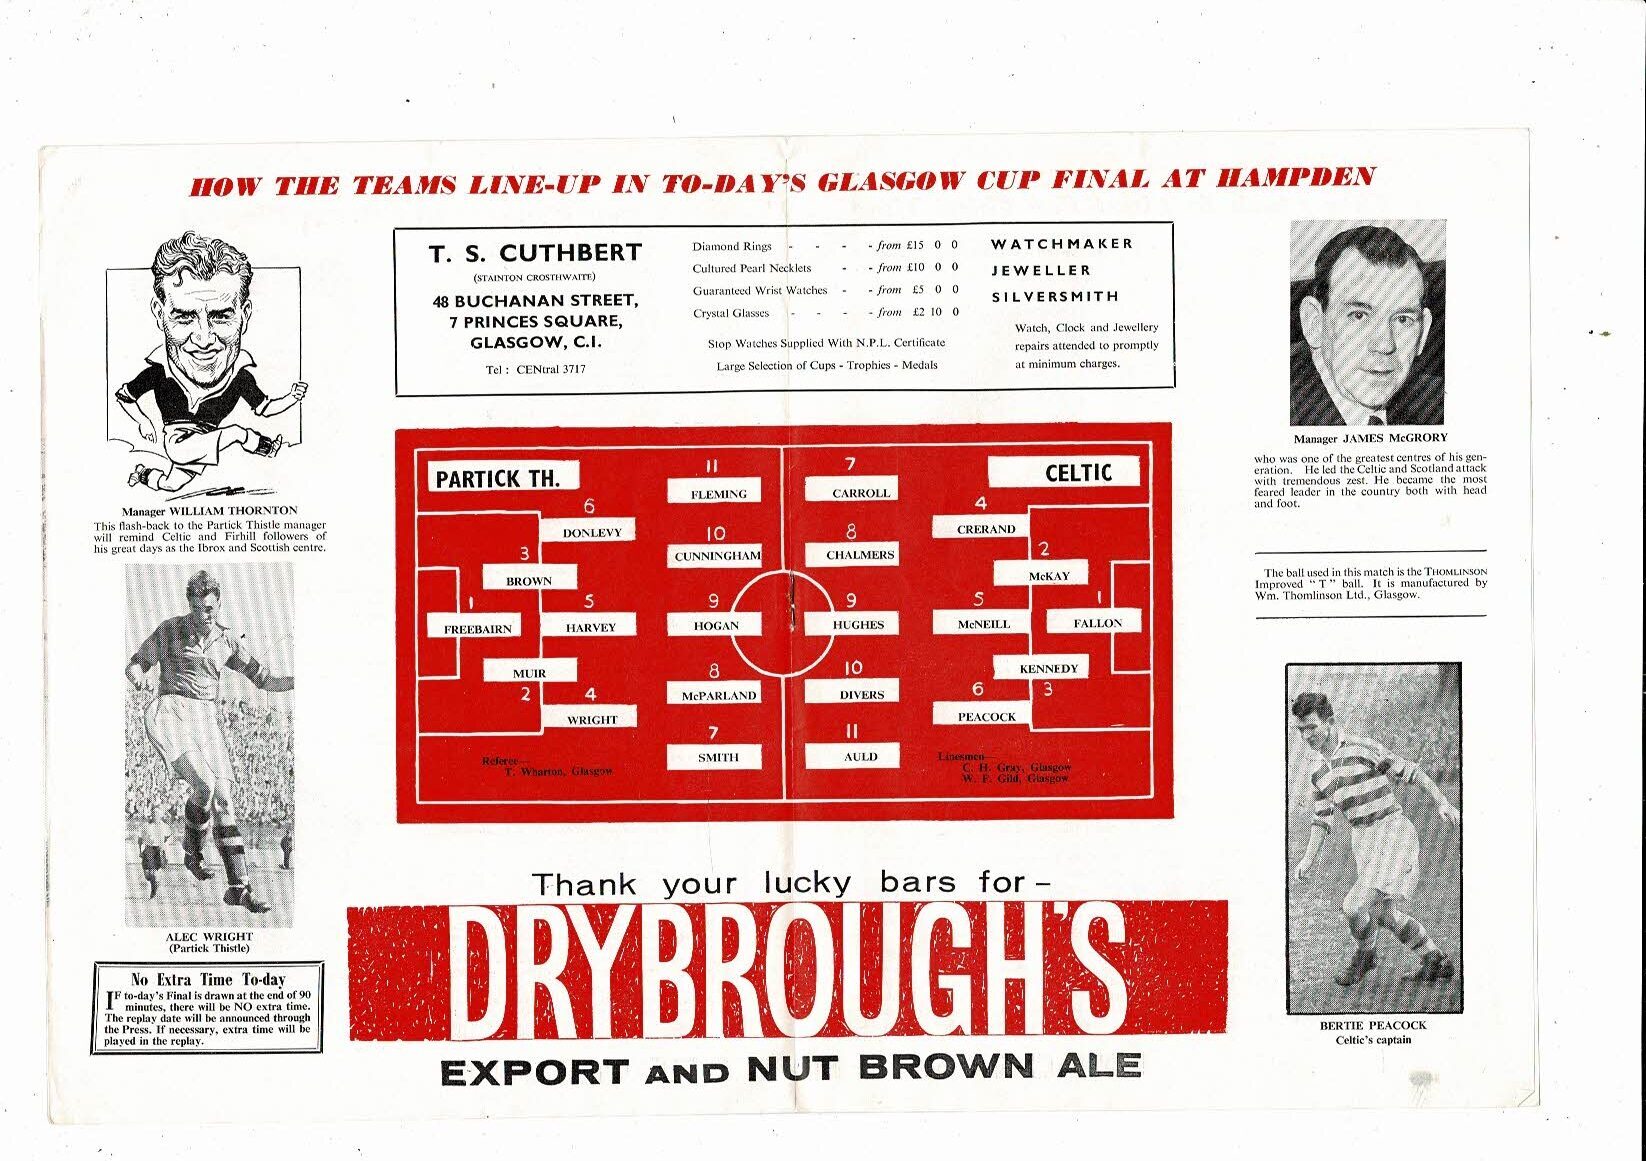 HOW THE TEAMS LINE-UP IN TO-DAY'S GLASGOW CUP FINAL AT HAMPDEN
T. S. CUTHBERT
(STAINTON CROSTHWAITE)
48 BUCHANAN STREET,
7 PRINCES SQUARE,
GLASGOW, C.I.
Tel : CENtral 3717
Diamond Rings - - - - from £15 0 0
Cultured Pearl Necklets - - from £10 0 0
Guaranteed Wrist Watches - - from £5 0 0
Crystal Glasses - - - - from £2 10 0
Stop Watches Supplied With N.P.L. Certificate
Large Selection of Cups - Trophies - Medals
WATCHMAKER
JEWELLER
SILVERSMITH
Watch, Clock and Jewellery
repairs attended to promptly
at minimum charges.
Manager WILLIAM THORNTON
This flash-back to the Partick Thistle manager
will remind Celtic and Firhill followers of
his great days as the Ibrox and Scottish centre.
ALEC WRIGHT
(Partick Thistle)
No Extra Time To-day
IF to-day's Final is drawn at the end of 90
minutes, there will be NO extra time.
The replay date will be announced through
the Press. If necessary, extra time will be
played in the replay.
PARTICK TH.
1
FREEBAIRN
3
BROWN
MUIR
2
6
DONLEVY
5
HARVEY
4
WRIGHT
11
FLEMING
10
CUNNINGHAM
9
HOGAN
8
McPARLAND
7
SMITH
Referee—
T. Wharton, Glasgow
CELTIC
7
CARROLL
8
CHALMERS
9
HUGHES
10
DIVERS
11
AULD
4
CRERAND
5
McNEILL
6
PEACOCK
2
McKAY
KENNEDY
3
1
FALLON
Linesmen—
C. H. Gray, Glasgow
W. F. Gild, Glasgow
Thank your lucky bars for -
DRYBROUGH'S
EXPORT AND NUT BROWN ALE
Manager JAMES McGRORY
who was one of the greatest centres of his gen-
eration. He led the Celtic and Scotland attack
with tremendous zest. He became the most
feared leader in the country both with head
and foot.
The ball used in this match is the THOMLINSON
Improved " T " ball. It is manufactured by
Wm. Thomlinson Ltd., Glasgow.
BERTIE PEACOCK
Celtic's captain